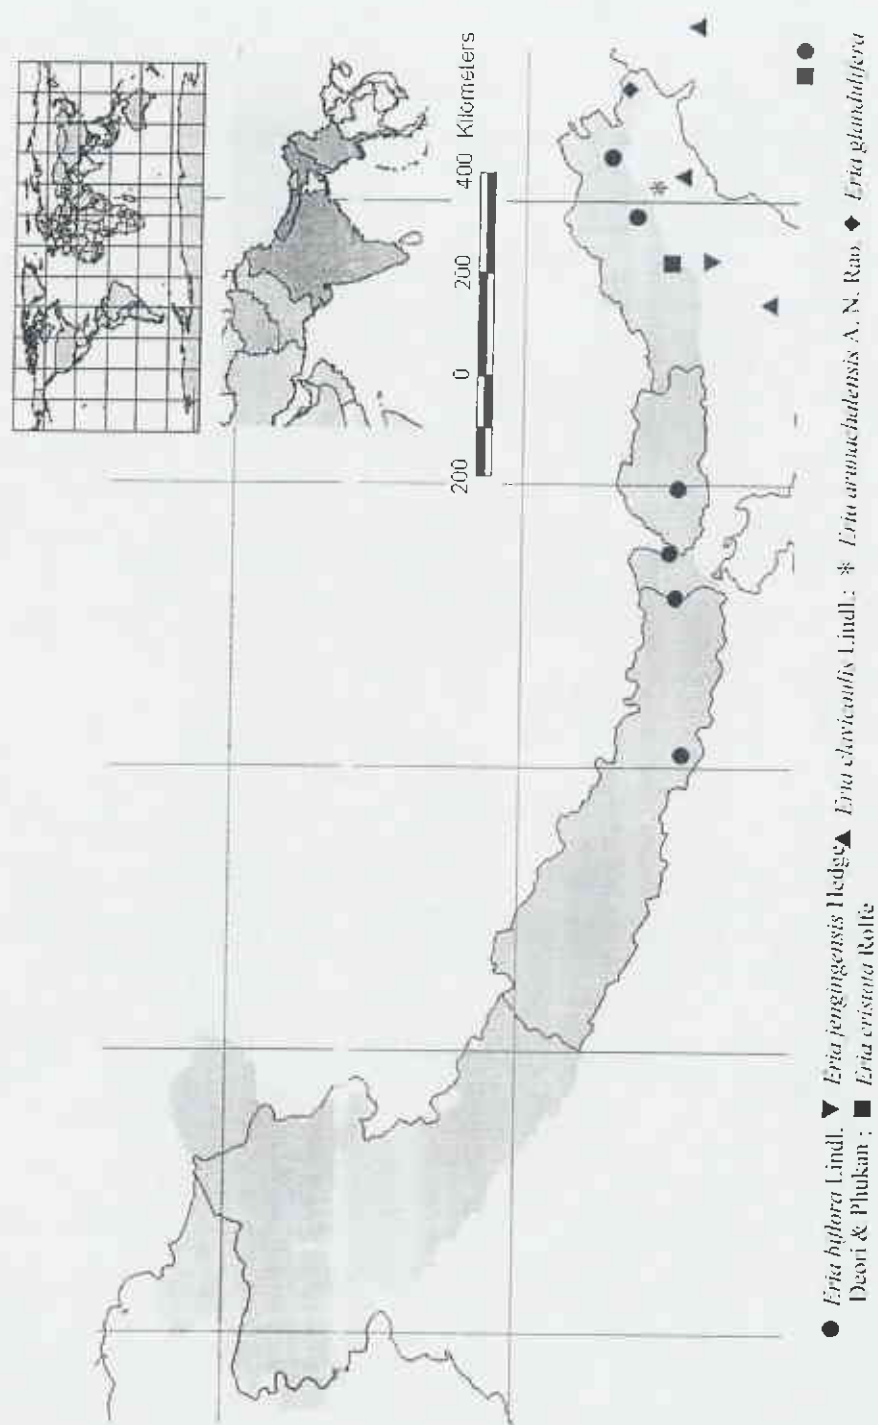 200 0 200 400 Kilometers
● Eria biflora Lindl. ▼ Eria jengingensis Hedge ▲ Eria clavicaulis Lindl.; * Eria arunachalensis A. N. Rao, ◆ Eria glandulifera
Deori & Phukan ; ■ Eria cristata Rolfe